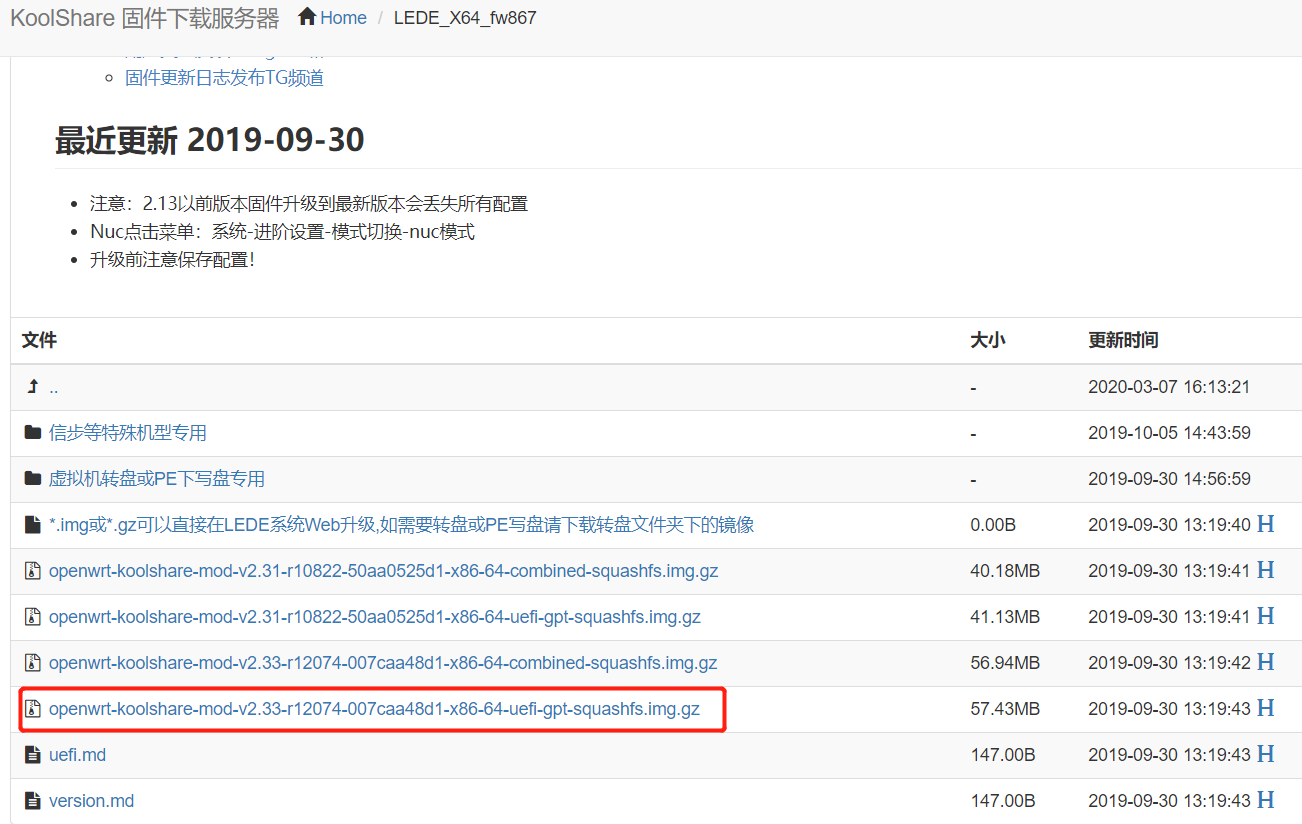 KoolShare 固件下载服务器 Home / LEDE_X64_fw867
固件更新日志发布TG频道
最近更新 2019-09-30
注意：2.13以前版本固件升级到最新版本会丢失所有配置
Nuc点击菜单：系统-进阶设置-模式切换-nuc模式
升级前注意保存配置！
文件 大小 更新时间
.. - 2020-03-07 16:13:21
信步等特殊机型专用 - 2019-10-05 14:43:59
虚拟机转盘或PE下写盘专用 - 2019-09-30 14:56:59
*.img或*.gz可以直接在LEDE系统Web升级,如需要转盘或PE写盘请下载转盘文件夹下的镜像 0.00B 2019-09-30 13:19:40 H
openwrt-koolshare-mod-v2.31-r10822-50aa0525d1-x86-64-combined-squashfs.img.gz 40.18MB 2019-09-30 13:19:41 H
openwrt-koolshare-mod-v2.31-r10822-50aa0525d1-x86-64-uefi-gpt-squashfs.img.gz 41.13MB 2019-09-30 13:19:41 H
openwrt-koolshare-mod-v2.33-r12074-007caa48d1-x86-64-combined-squashfs.img.gz 56.94MB 2019-09-30 13:19:42 H
openwrt-koolshare-mod-v2.33-r12074-007caa48d1-x86-64-uefi-gpt-squashfs.img.gz 57.43MB 2019-09-30 13:19:43 H
uefi.md 147.00B 2019-09-30 13:19:43 H
version.md 147.00B 2019-09-30 13:19:43 H